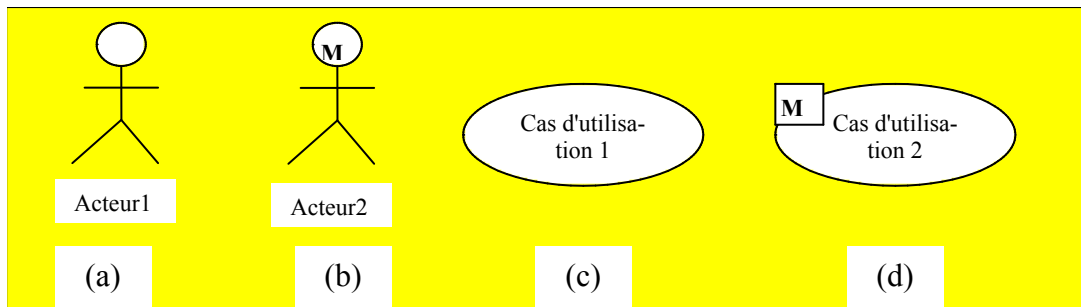 M
M
Cas d'utilisa-
tion 1
Cas d'utilisa-
tion 2
Acteur1
Acteur2
(a)
(b)
(c)
(d)